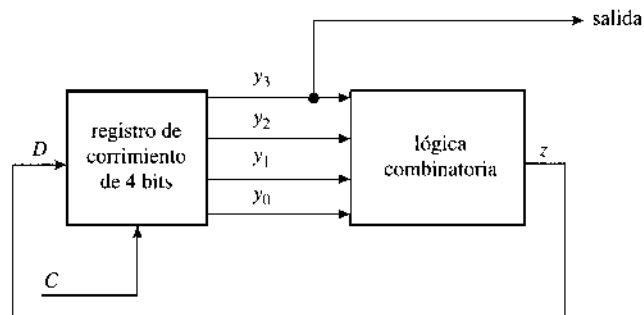 salida
y3
y2
y1
y0
registro de
corrimiento
de 4 bits
D
C
lógica
combinatoria
z